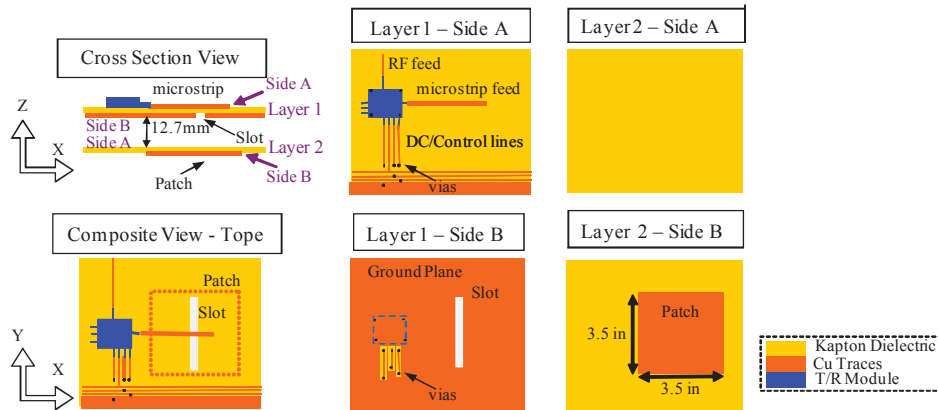 Cross Section View
microstrip
Side A
Layer 1
Side B
Side A
12.7mm
Slot
Layer 2
Side B
Patch
Z
X
Layer 1 – Side A
RF feed
microstrip feed
DC/Control lines
vias
Layer 2 – Side A
Composite View - Tope
Patch
Slot
Y
X
Layer 1 – Side B
Ground Plane
Slot
vias
Layer 2 – Side B
Patch
3.5 in
3.5 in
Kapton Dielectric
Cu Traces
T/R Module